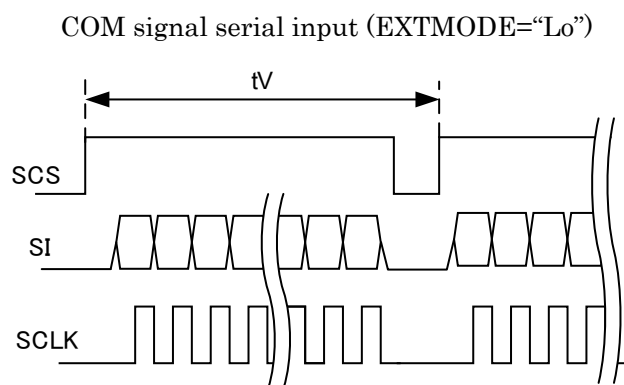 COM signal serial input (EXTMODE=“Lo”)
tV
SCS
SI
SCLK